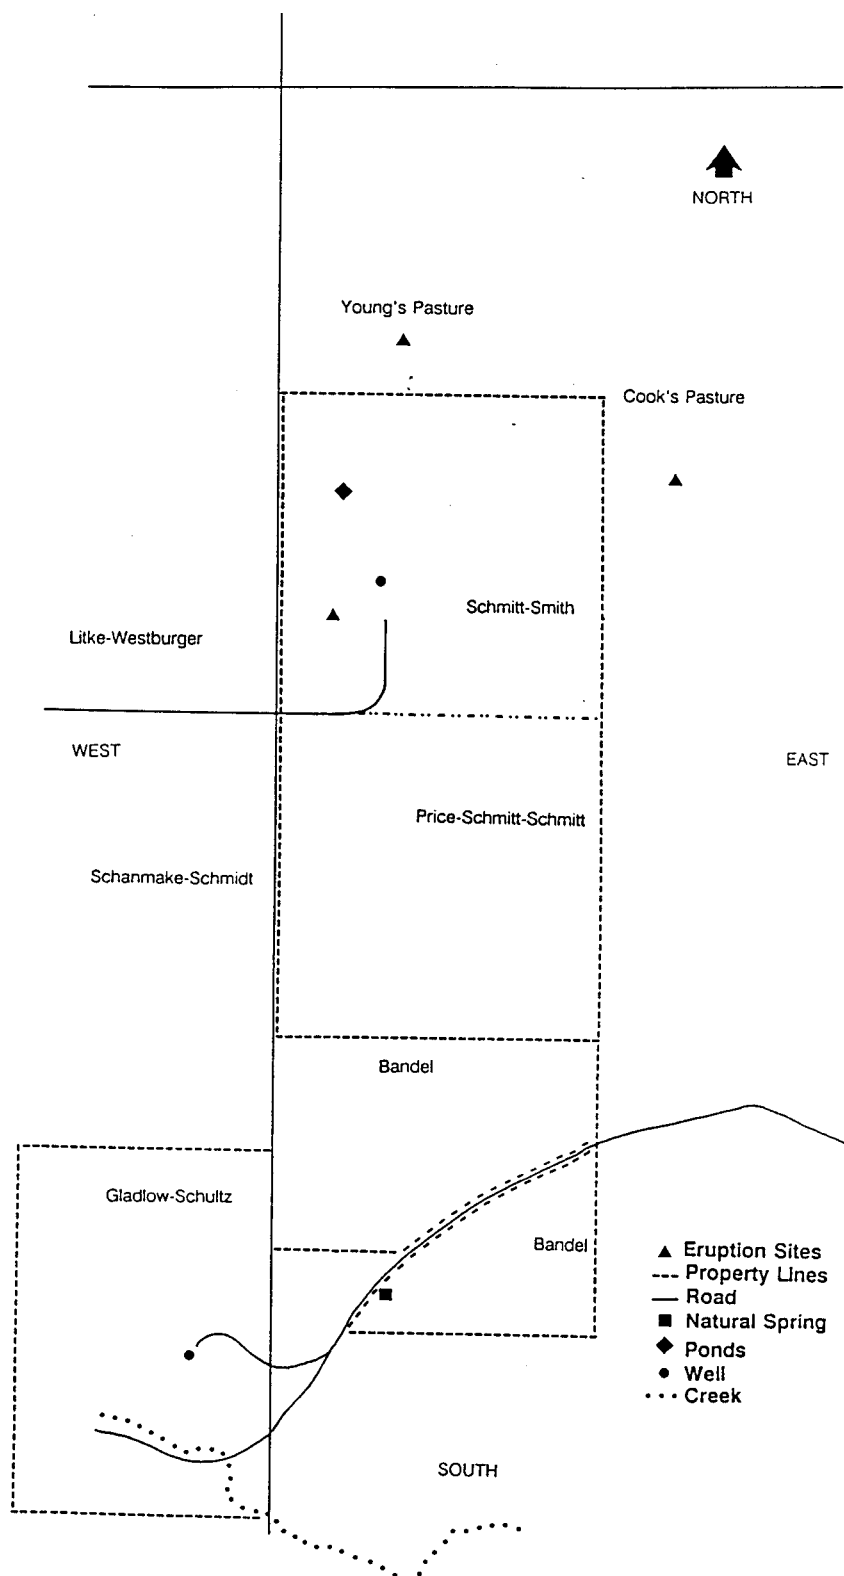 NORTH
Young's Pasture
Cook's Pasture
Schmitt-Smith
Litke-Westburger
WEST
EAST
Price-Schmitt-Schmitt
Schanmake-Schmidt
Bandel
Gladlow-Schultz
Bandel
Eruption Sites
Property Lines
Road
Natural Spring
Ponds
Well
Creek
SOUTH